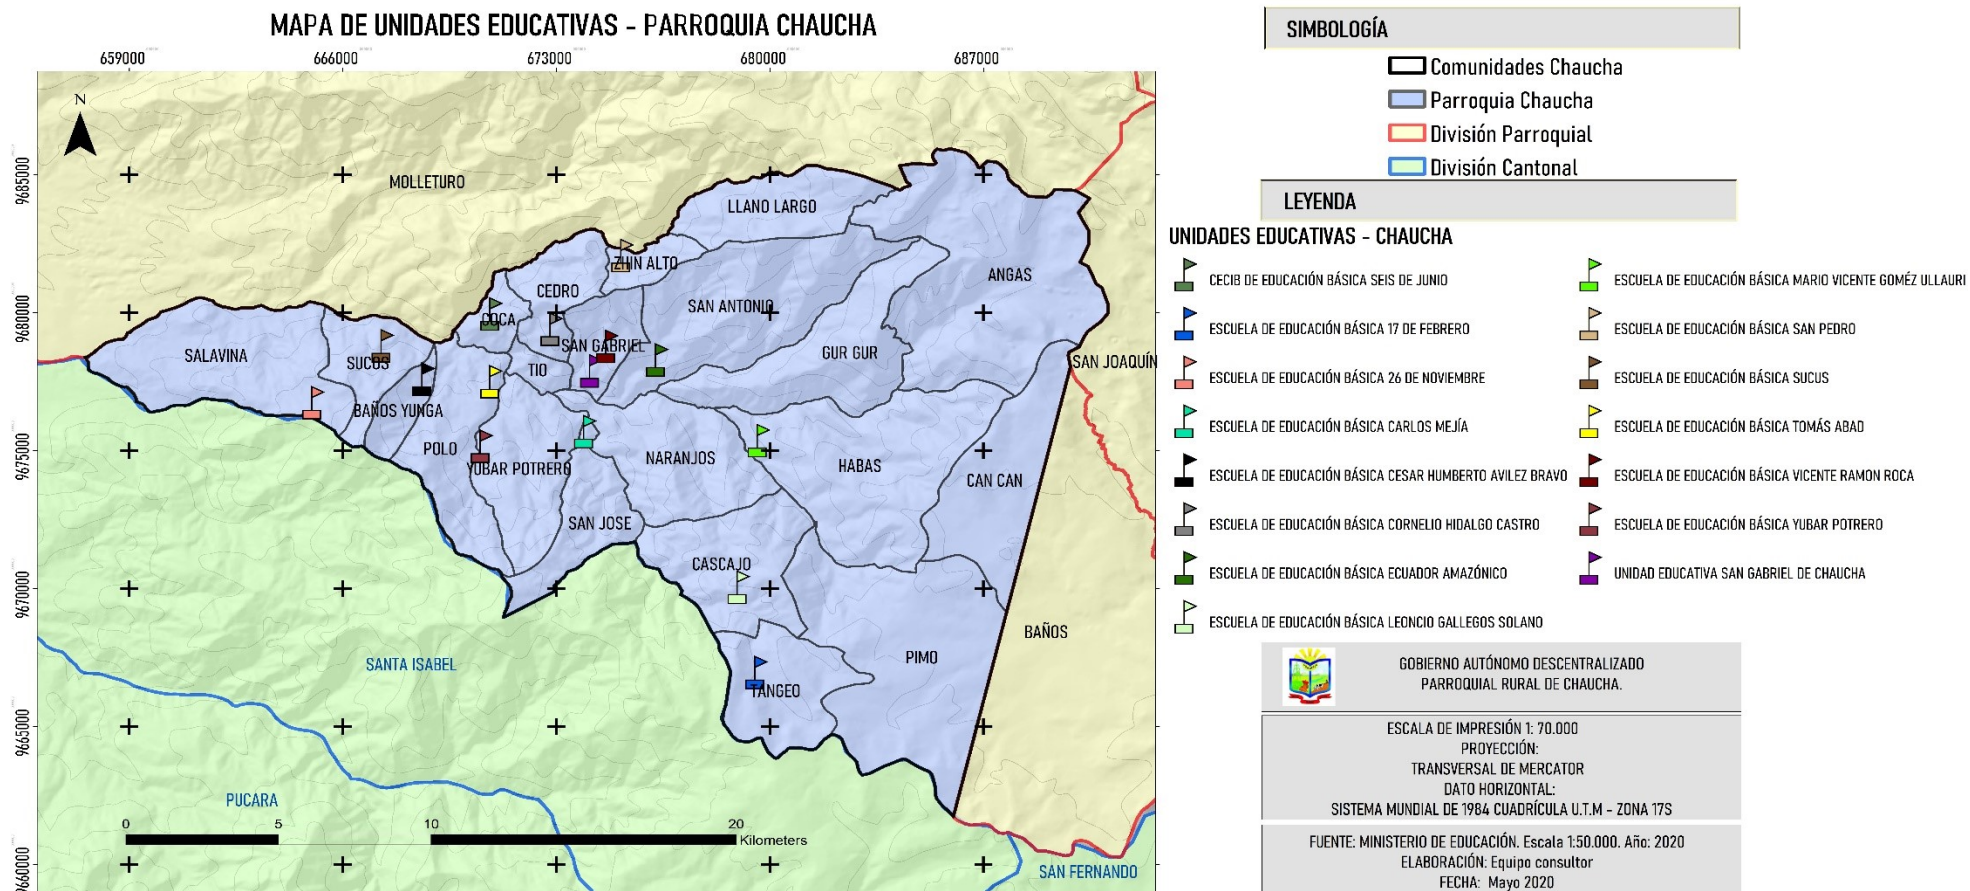 MAPA DE UNIDADES EDUCATIVAS - PARROQUIA CHAUCHA
659000 666000 673000 680000 687000
N
9685000
9680000
9675000
9670000
9665000
9660000
MOLLETURO
LLANO LARGO
ZHIN ALTO
ANGAS
CEDRO
SAN ANTONIO
COCA
SAN GABRIEL
GUR GUR
SALAVINA
SUCOS
TIO
SAN JOAQUÍN
BAÑOS YUNGA
POLO
YUBAR POTRERO
NARANJOS
HABAS
CAN CAN
SAN JOSE
CASCAJO
BAÑOS
PIMO
SANTA ISABEL
TANGEO
PUCARA
SAN FERNANDO
0 5 10 20
Kilometers
SIMBOLOGÍA
Comunidades Chaucha
Parroquia Chaucha
División Parroquial
División Cantonal
LEYENDA
UNIDADES EDUCATIVAS - CHAUCHA
CECIB DE EDUCACIÓN BÁSICA SEIS DE JUNIO
ESCUELA DE EDUCACIÓN BÁSICA 17 DE FEBRERO
ESCUELA DE EDUCACIÓN BÁSICA 26 DE NOVIEMBRE
ESCUELA DE EDUCACIÓN BÁSICA CARLOS MEJÍA
ESCUELA DE EDUCACIÓN BÁSICA CESAR HUMBERTO AVILEZ BRAVO
ESCUELA DE EDUCACIÓN BÁSICA CORNELIO HIDALGO CASTRO
ESCUELA DE EDUCACIÓN BÁSICA ECUADOR AMAZÓNICO
ESCUELA DE EDUCACIÓN BÁSICA LEONCIO GALLEGOS SOLANO
ESCUELA DE EDUCACIÓN BÁSICA MARIO VICENTE GOMÉZ ULLAURI
ESCUELA DE EDUCACIÓN BÁSICA SAN PEDRO
ESCUELA DE EDUCACIÓN BÁSICA SUCUS
ESCUELA DE EDUCACIÓN BÁSICA TOMÁS ABAD
ESCUELA DE EDUCACIÓN BÁSICA VICENTE RAMON ROCA
ESCUELA DE EDUCACIÓN BÁSICA YUBAR POTRERO
UNIDAD EDUCATIVA SAN GABRIEL DE CHAUCHA
GOBIERNO AUTÓNOMO DESCENTRALIZADO
PARROQUIAL RURAL DE CHAUCHA.
ESCALA DE IMPRESIÓN 1: 70.000
PROYECCIÓN:
TRANSVERSAL DE MERCATOR
DATO HORIZONTAL:
SISTEMA MUNDIAL DE 1984 CUADRÍCULA U.T.M - ZONA 17S
FUENTE: MINISTERIO DE EDUCACIÓN. Escala 1:50.000. Año: 2020
ELABORACIÓN: Equipo consultor
FECHA: Mayo 2020